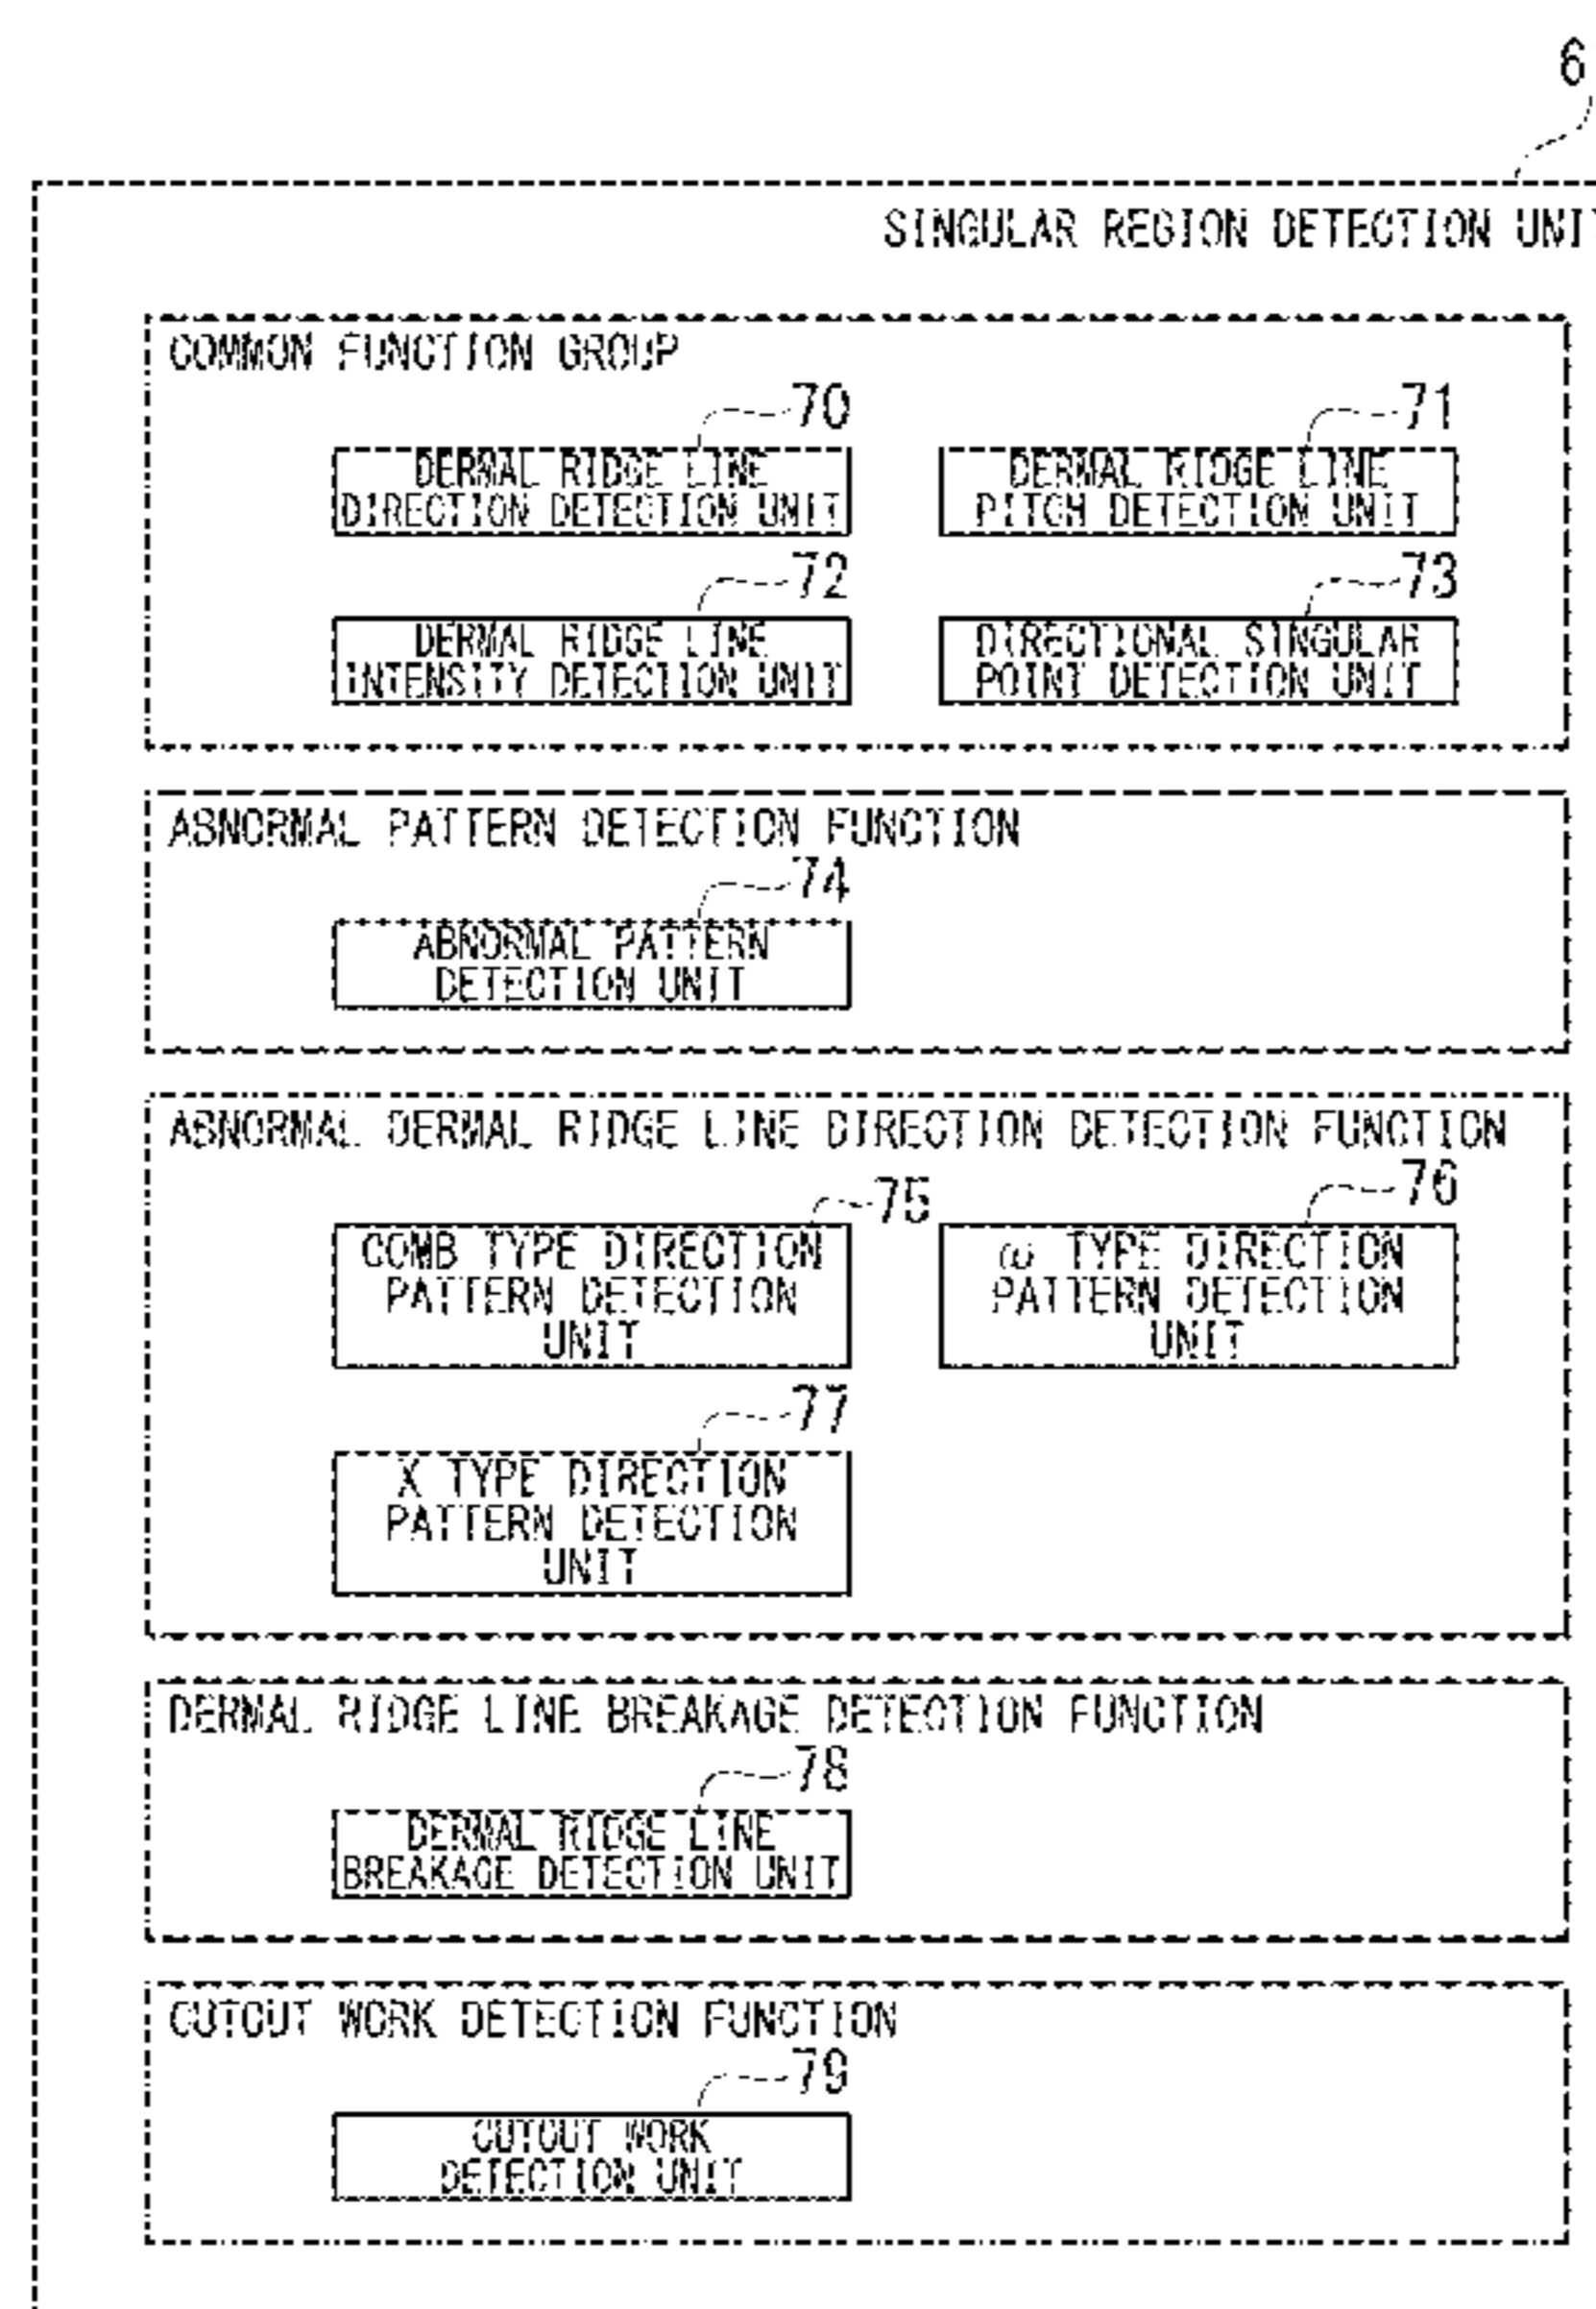 6
SINGULAR REGION DETECTION UNI
COMMON FUNCTION GROUP
70
71
DERMAL RIDGE LINE
DIRECTION DETECTION UNIT
DERMAL RIDGE LINE
PITCH DETECTION UNIT
72
73
DERMAL RIDGE LINE
INTENSITY DETECTION UNIT
DIRECTIONAL SINGULAR
POINT DETECTION UNIT
ABNORMAL PATTERN DETECTION FUNCTION
74
ABNORMAL PATTERN
DETECTION UNIT
ABNORMAL DERMAL RIDGE LINE DIRECTION DETECTION FUNCTION
75
76
COMB TYPE DIRECTION
PATTERN DETECTION
UNIT
ω TYPE DIRECTION
PATTERN DETECTION
UNIT
77
X TYPE DIRECTION
PATTERN DETECTION
UNIT
DERMAL RIDGE LINE BREAKAGE DETECTION FUNCTION
78
DERMAL RIDGE LINE
BREAKAGE DETECTION UNIT
CUTOUT WORK DETECTION FUNCTION
79
CUTOUT WORK
DETECTION UNIT